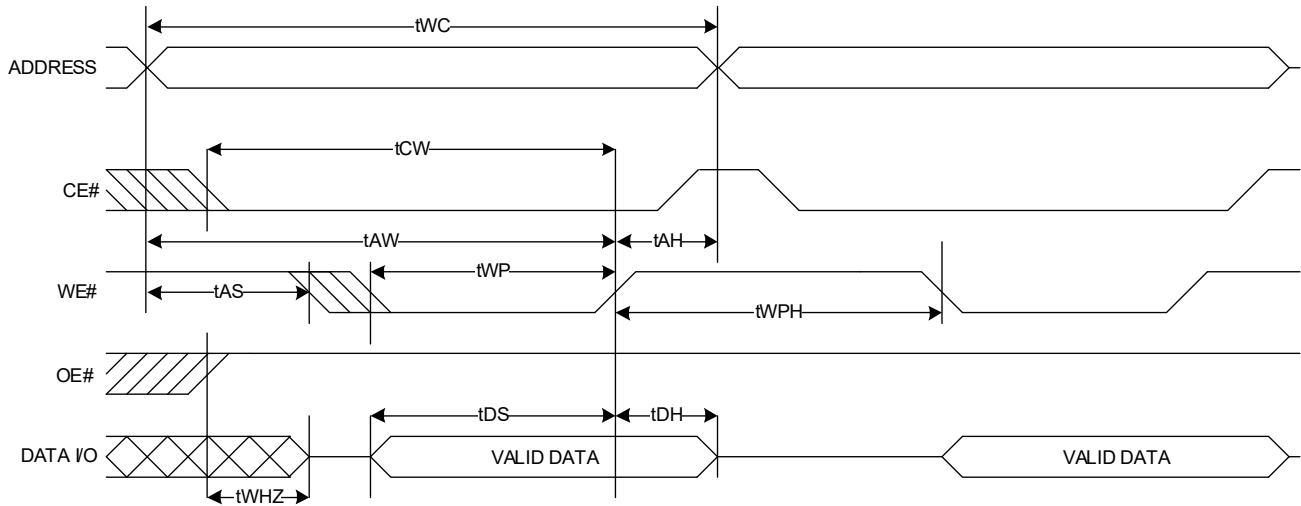 tWC
ADDRESS
tCW
CE#
tAW
tAH
tWP
WE#
tAS
tWPH
OE#
tDS
tDH
DATA I/O
VALID DATA
VALID DATA
tWHZ